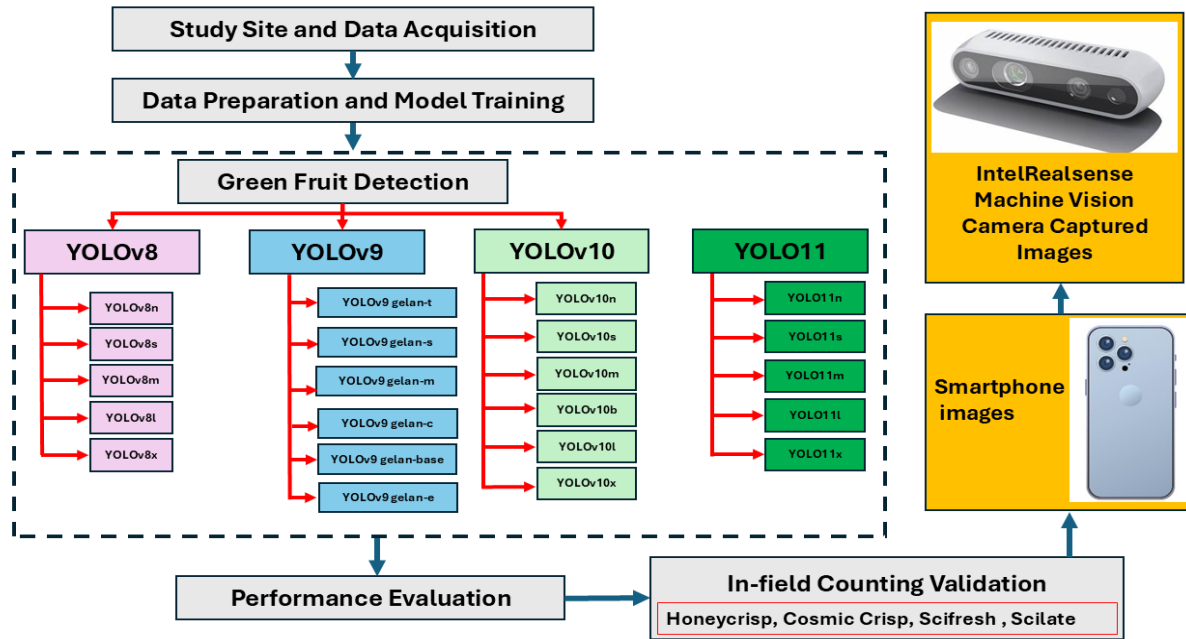 Study Site and Data Acquisition
Data Preparation and Model Training
Green Fruit Detection
YOLOv8
YOLOv8n
YOLOv8s
YOLOv8m
YOLOv8l
YOLOv8x
YOLOv9
YOLOv9 gelan-t
YOLOv9 gelan-s
YOLOv9 gelan-m
YOLOv9 gelan-c
YOLOv9 gelan-base
YOLOv9 gelan-e
YOLOv10
YOLOv10n
YOLOv10s
YOLOv10m
YOLOv10b
YOLOv10l
YOLOv10x
YOLO11
YOLO11n
YOLO11s
YOLO11m
YOLO11l
YOLO11x
Performance Evaluation
In-field Counting Validation
Honeycrisp, Cosmic Crisp, Scifresh , Scilate
Smartphone
images
IntelRealsense
Machine Vision
Camera Captured
Images